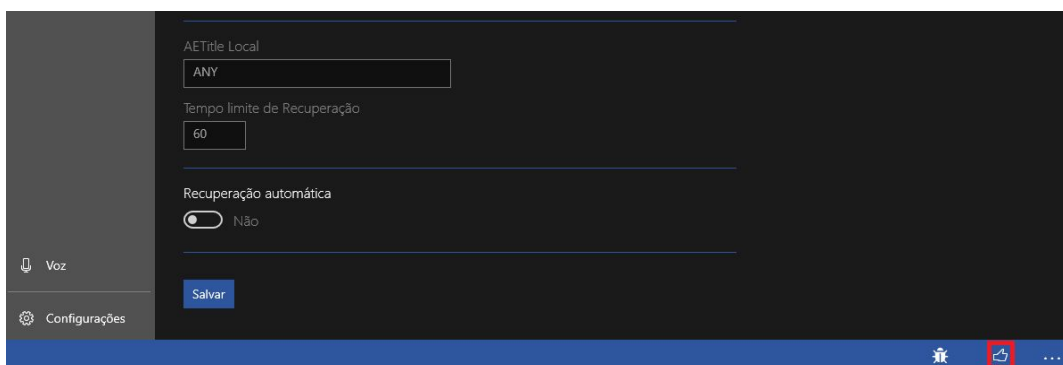 AETitle Local
ANY
Tempo limite de Recuperação
60
Recuperação automática
Não
Voz
Salvar
Configurações
...